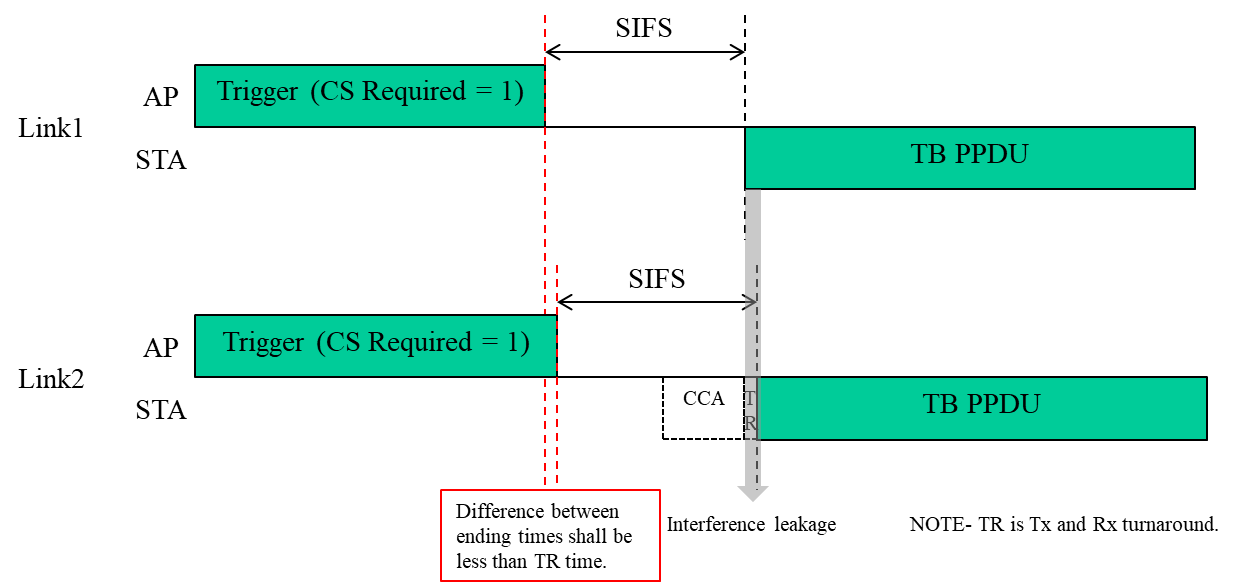 SIFS
AP
Trigger (CS Required = 1)
Link1
STA
TB PPDU
SIFS
AP
Trigger (CS Required = 1)
Link2
STA
CCA
T
R
TB PPDU
Difference between
ending times shall be
less than TR time.
Interference leakage
NOTE- TR is Tx and Rx turnaround.